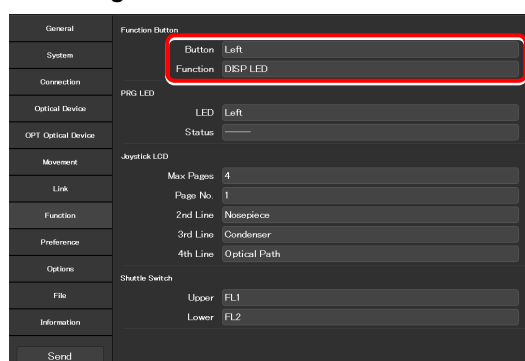 General
System
Connection
Optical Device
OPT Optical Device
Movement
Link
Function
Preference
Options
File
Information
Send
Function Button
Button Left
Function DISP LED
PRG LED
LED Left
Status ——
Joystick LCD
Max Pages 4
Page No. 1
2nd Line Nosepiece
3rd Line Condenser
4th Line Optical Path
Shuttle Switch
Upper FL1
Lower FL2